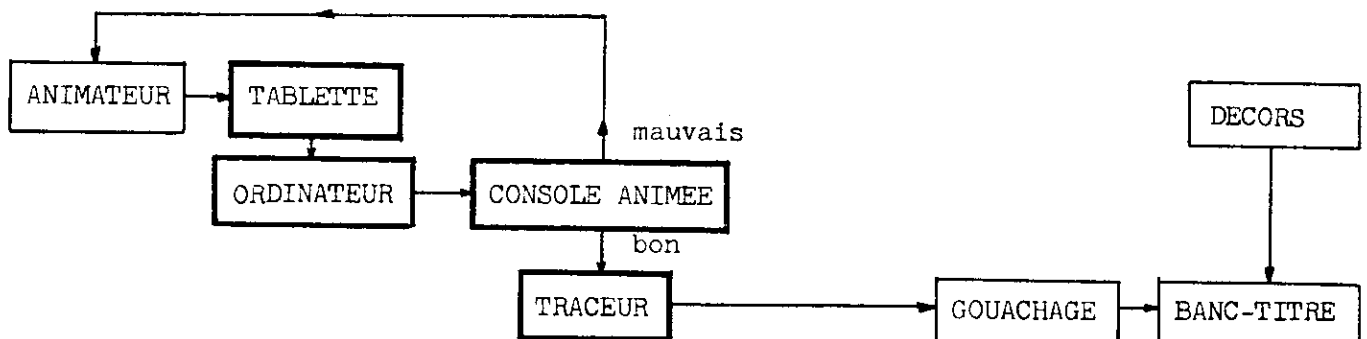 ANIMATEUR
TABLETTE
mauvais
DECORS
ORDINATEUR
CONSOLE ANIMEE
bon
TRACEUR
GOUACHAGE
BANC-TITRE